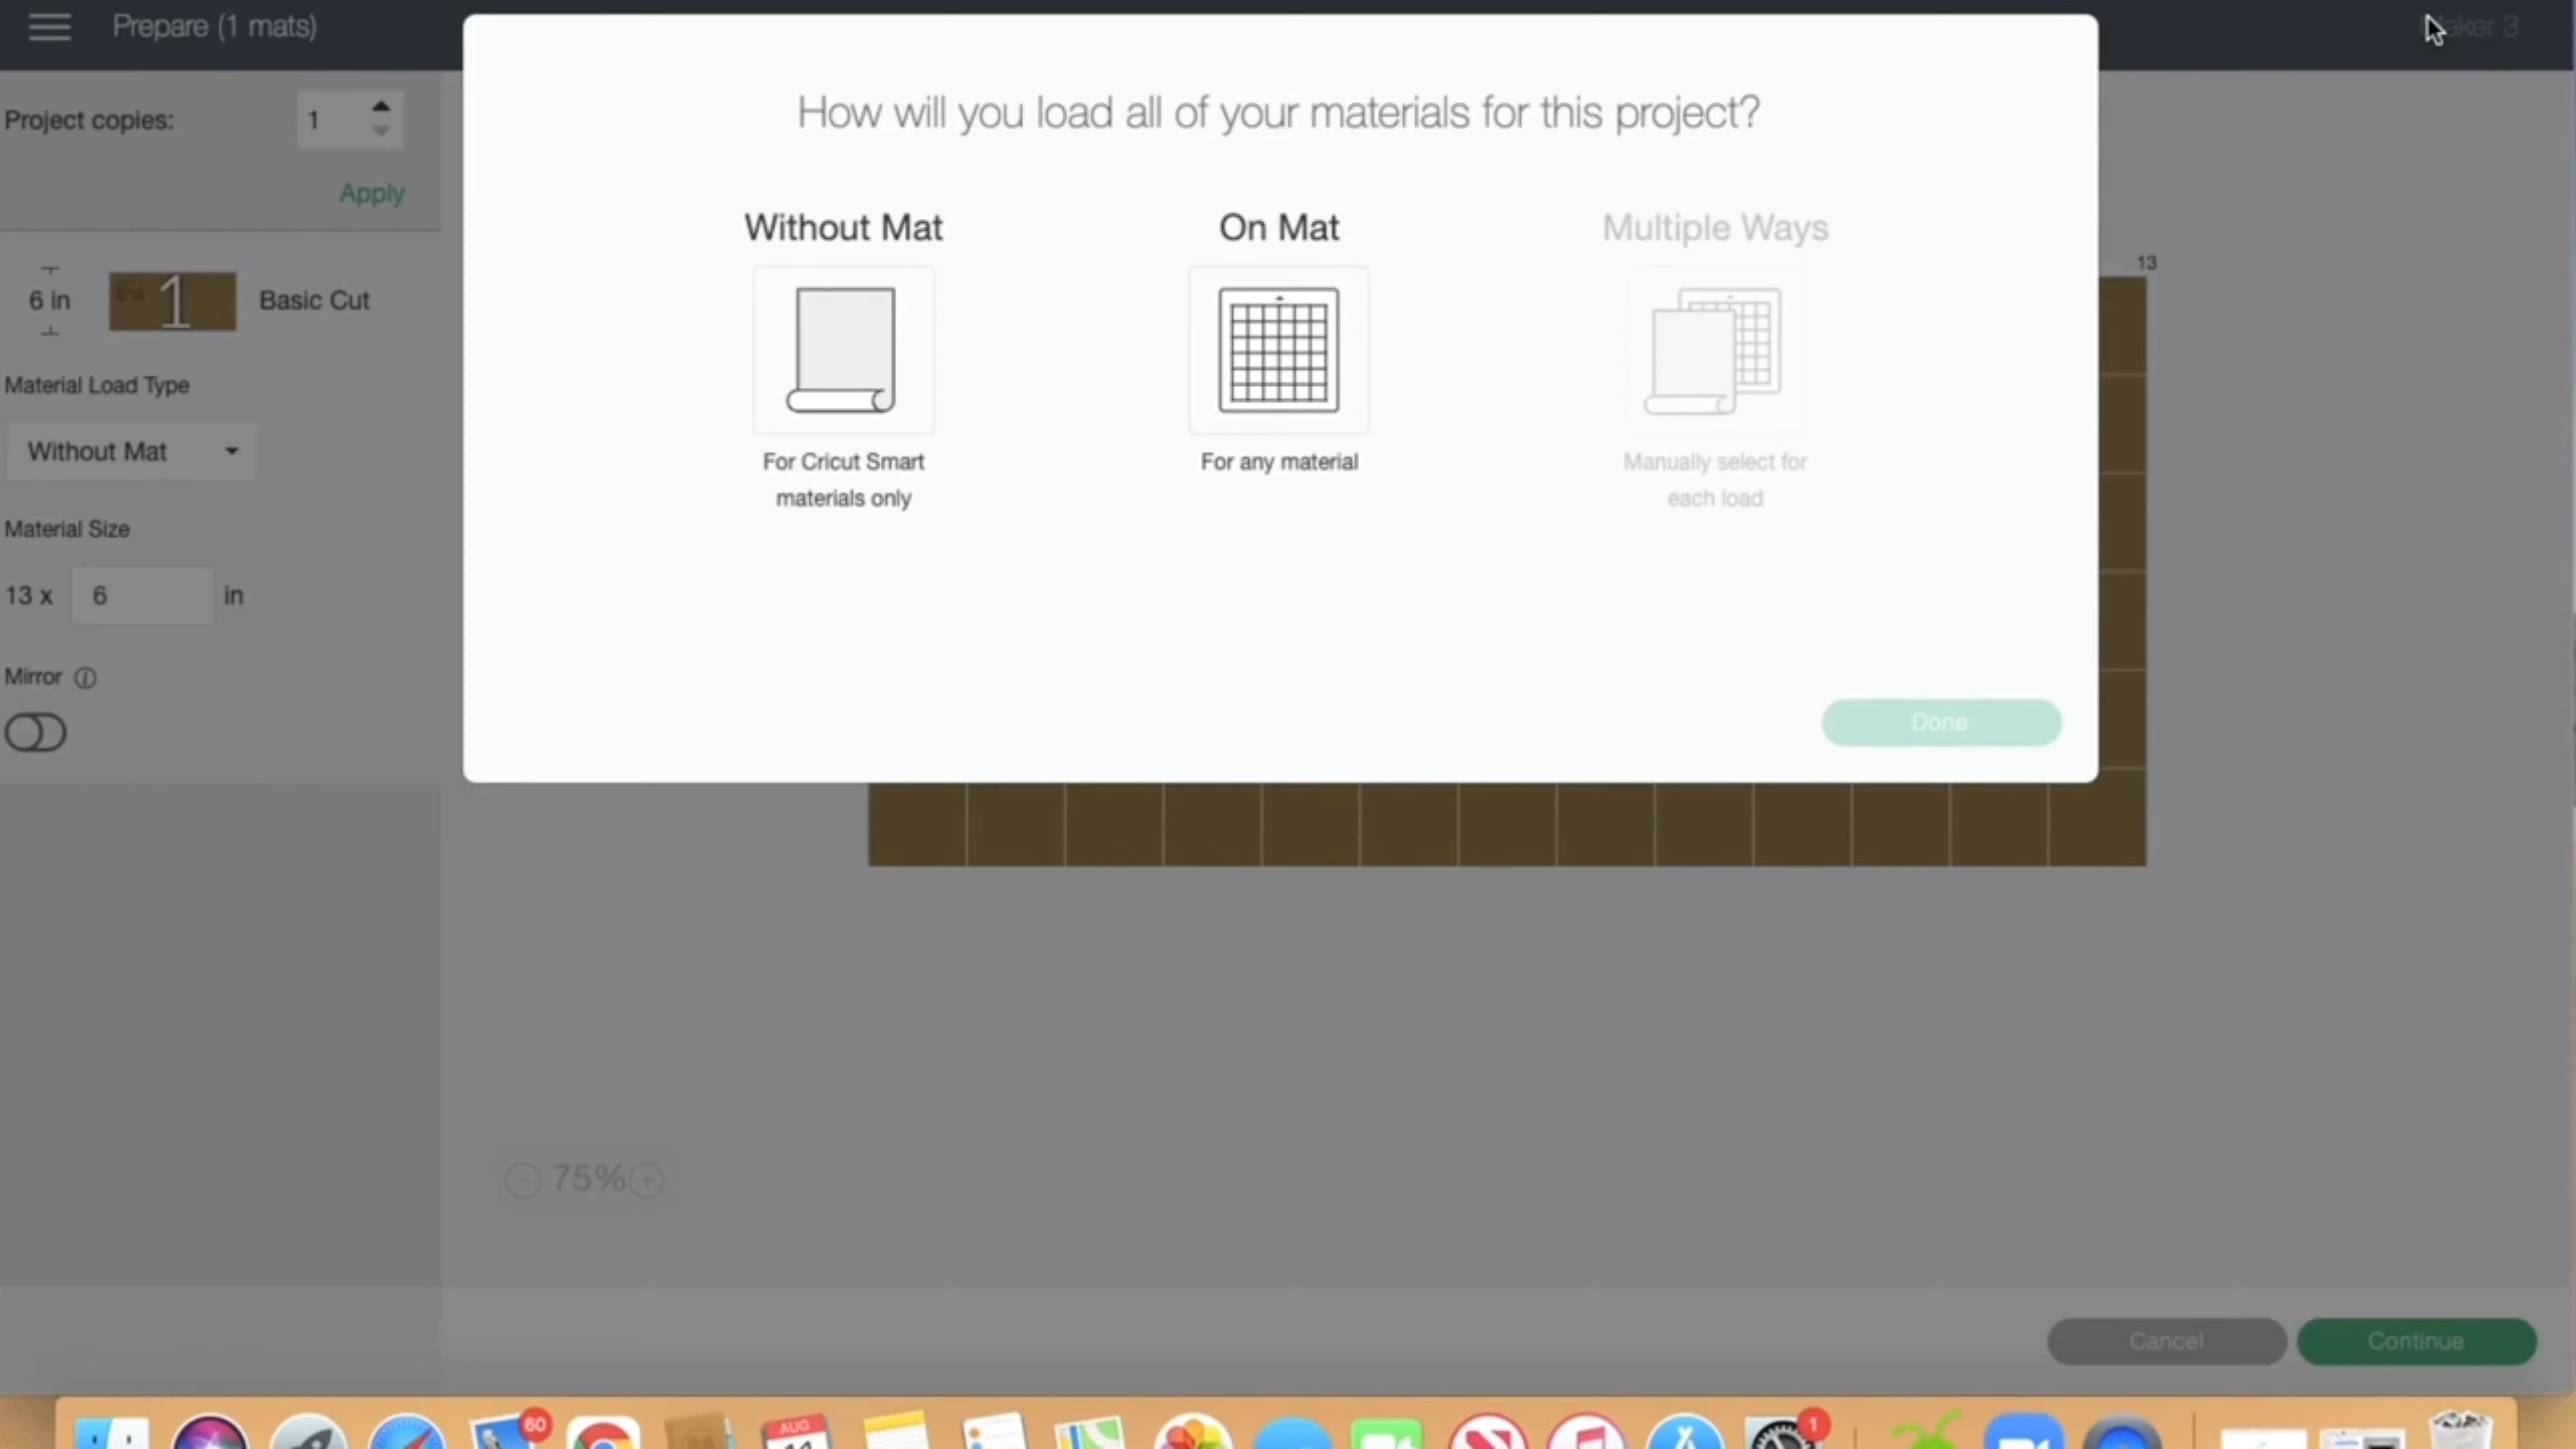 Prepare (1 mats)
aker 3
How will you load all of your materials for this project?
Project copies:
1
Apply
Without Mat
On Mat
Multiple Ways
13
6 in
1
Basic Cut
Material Load Type
Without Mat
For Cricut Smart
materials only
For any material
Manually select for
each load
Material Size
13 x
6
in
Mirror
Done
75%
Cancel
Continue
60
AUG
1